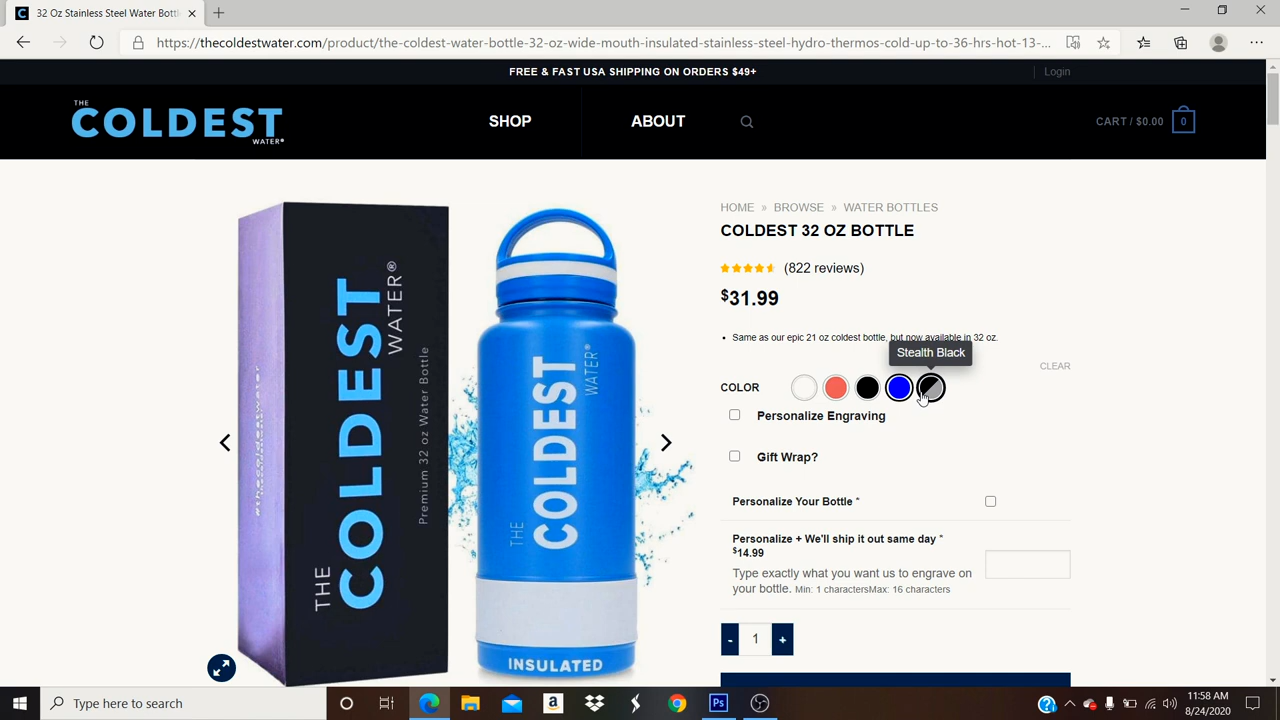 32 Oz Stainless Steel Water Bottl
https://thecoldestwater.com/product/the-coldest-water-bottle-32-oz-wide-mouth-insulated-stainless-steel-hydro-thermos-cold-up-to-36-hrs-hot-13-...
FREE & FAST USA SHIPPING ON ORDERS $49+
Login
THE
COLDEST
WATER®
SHOP
ABOUT
CART / $0.00
0
HOME » BROWSE » WATER BOTTLES
COLDEST 32 OZ BOTTLE
(822 reviews)
$31.99
• Same as our epic 21 oz coldest bottle, but now available in 32 oz.
Stealth Black
CLEAR
COLOR
Personalize Engraving
Gift Wrap?
Personalize Your Bottle *
Personalize + We'll ship it out same day *
$14.99
Type exactly what you want us to engrave on
your bottle. Min: 1 charactersMax: 16 characters
- 1 +
THE
COLDEST
WATER®
Premium 32 oz Water Bottle
THE
COLDEST
WATER®
INSULATED
Type here to search
a
Ps
11:58 AM
8/24/2020